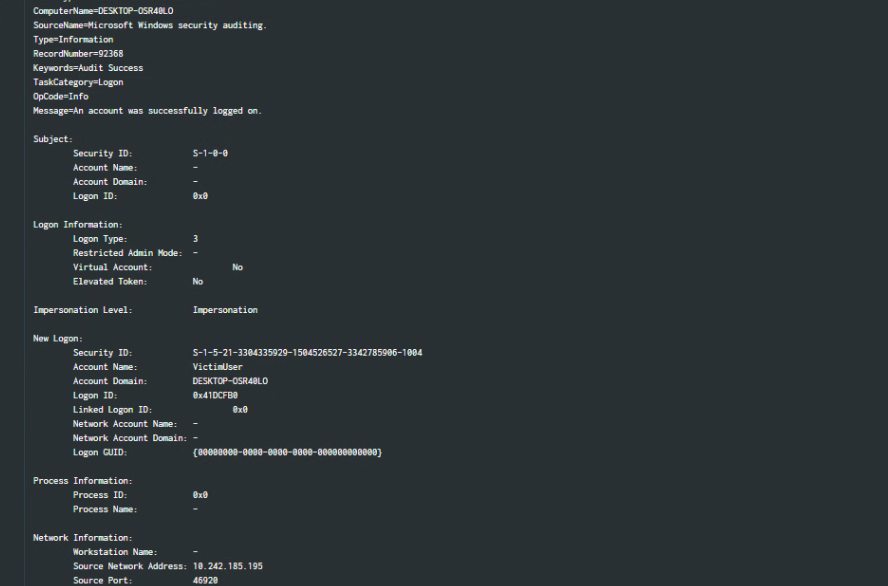 ComputerName=DESKTOP-OSR40LO
SourceName=Microsoft Windows security auditing.
Type=Information
RecordNumber=92368
Keywords=Audit Success
TaskCategory=Logon
OpCode=Info
Message=An account was successfully logged on.
Subject:
Security ID: S-1-0-0
Account Name: -
Account Domain: -
Logon ID: 0x0
Logon Information:
Logon Type: 3
Restricted Admin Mode: -
Virtual Account: No
Elevated Token: No
Impersonation Level: Impersonation
New Logon:
Security ID: S-1-5-21-3304335929-1504526527-3342785906-1004
Account Name: VictimUser
Account Domain: DESKTOP-OSR40LO
Logon ID: 0x41DCFB0
Linked Logon ID: 0x0
Network Account Name: -
Network Account Domain: -
Logon GUID: {00000000-0000-0000-0000-000000000000}
Process Information:
Process ID: 0x0
Process Name: -
Network Information:
Workstation Name: -
Source Network Address: 10.242.185.195
Source Port: 46920